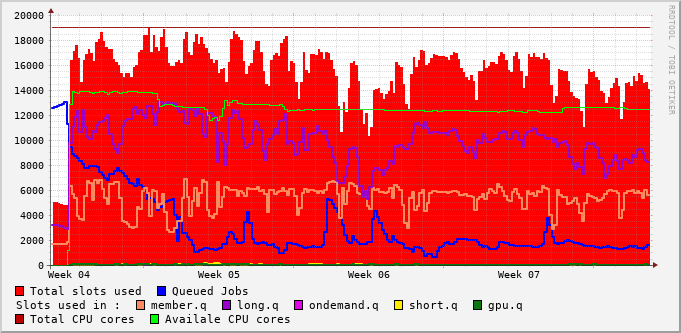 20000
18000
16000
14000
12000
10000
8000
6000
4000
2000
0
Week 04 Week 05 Week 06 Week 07
RRDTOOL / TOBI OETIKER
Total slots used Queued Jobs
Slots used in : member.q long.q ondemand.q short.q gpu.q
Total CPU cores Availale CPU cores